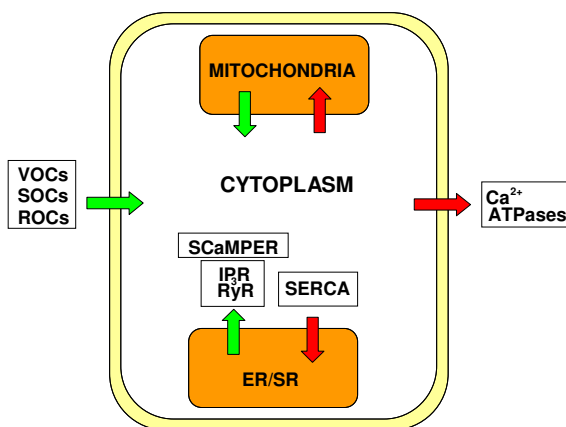 MITOCHONDRIA
VOCs
SOCs
ROCs
CYTOPLASM
Ca2+
ATPases
SCaMPER
IP3R
RyR
SERCA
ER/SR